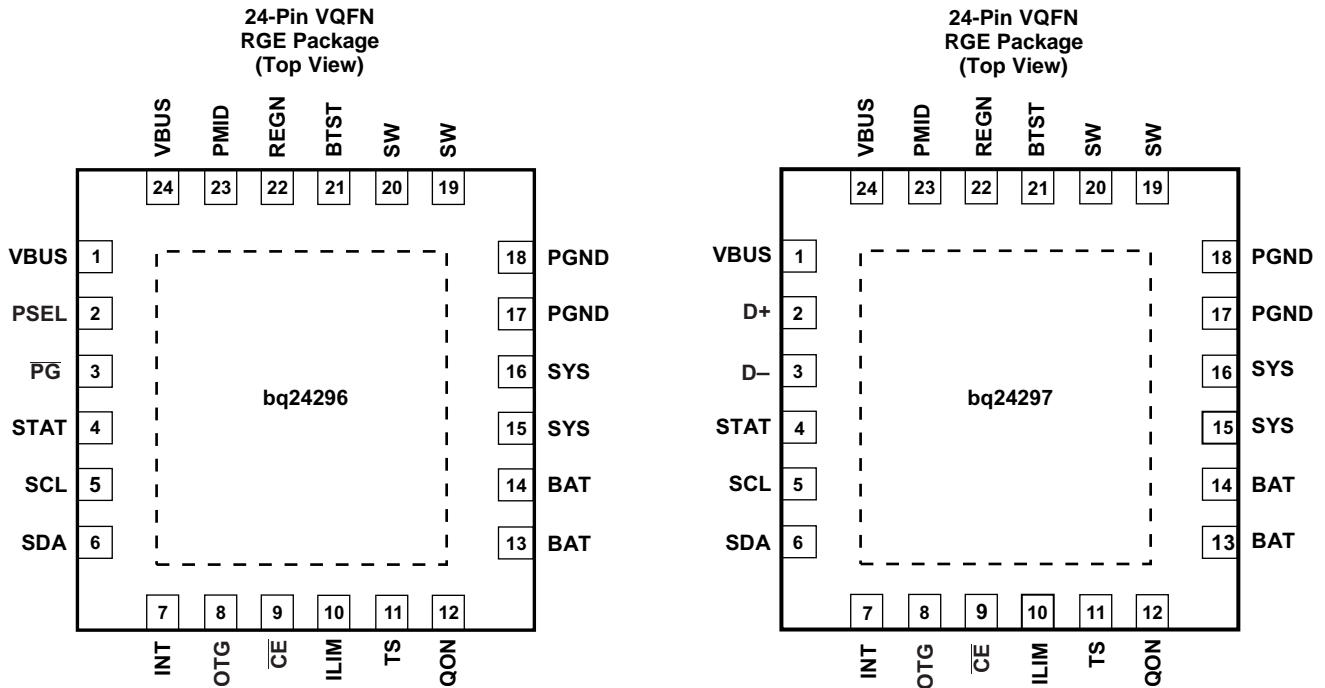 24-Pin VQFN
RGE Package
(Top View)
VBUS
PMID
REGN
BTST
SW
SW
24 23 22 21 20 19
VBUS 1
PSEL 2
PG 3
STAT 4
SCL 5
SDA 6
bq24296
18 PGND
17 PGND
16 SYS
15 SYS
14 BAT
13 BAT
7 8 9 10 11 12
INT
OTG
CE
ILIM
TS
QON
24-Pin VQFN
RGE Package
(Top View)
VBUS
PMID
REGN
BTST
SW
SW
24 23 22 21 20 19
VBUS 1
D+ 2
D– 3
STAT 4
SCL 5
SDA 6
bq24297
18 PGND
17 PGND
16 SYS
15 SYS
14 BAT
13 BAT
7 8 9 10 11 12
INT
OTG
CE
ILIM
TS
QON